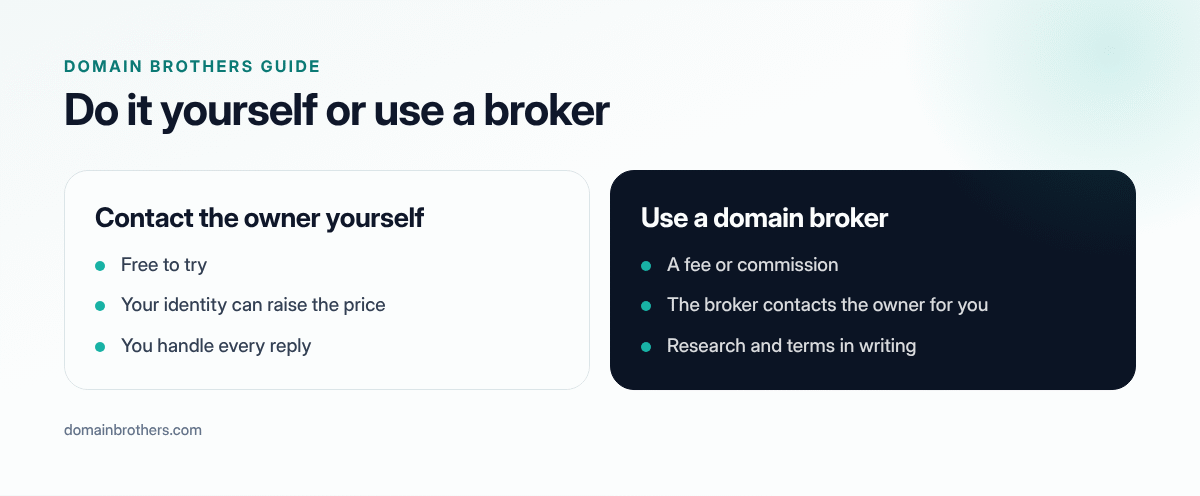 DOMAIN BROTHERS GUIDE
Do it yourself or use a broker
Contact the owner yourself
Free to try
Your identity can raise the price
You handle every reply
Use a domain broker
A fee or commission
The broker contacts the owner for you
Research and terms in writing
domainbrothers.com